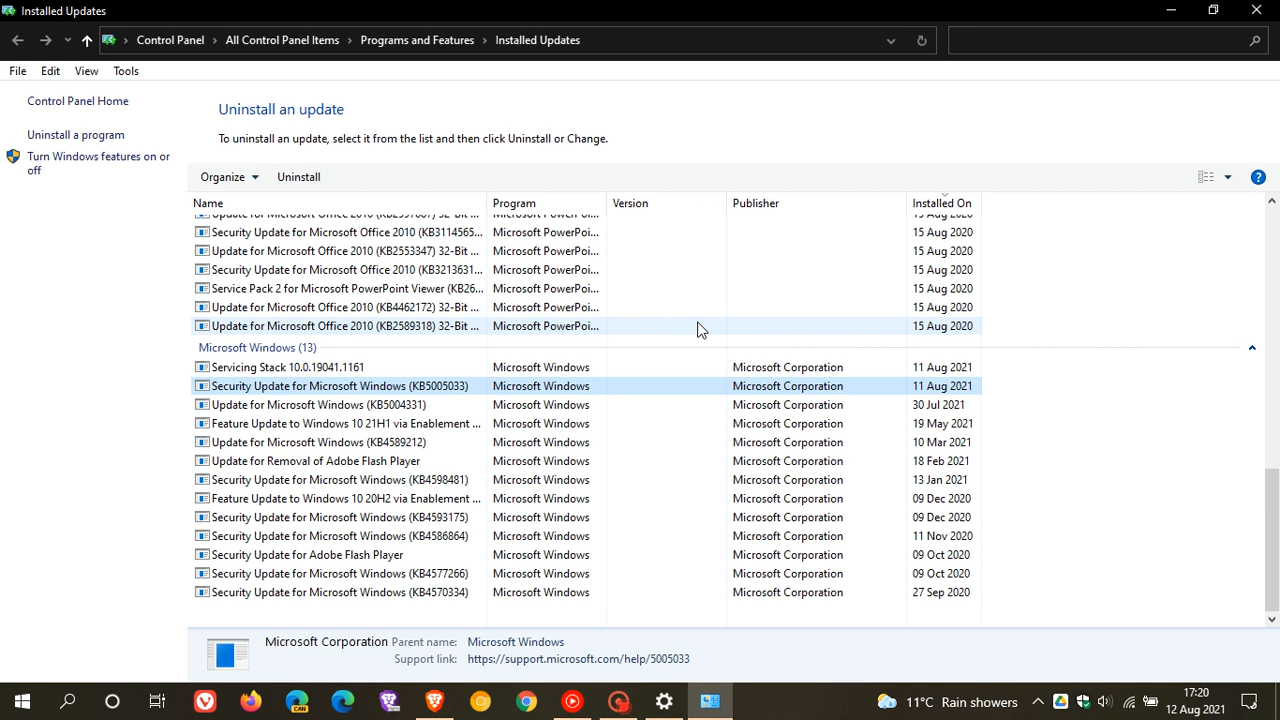 Installed Updates
Control Panel > All Control Panel Items > Programs and Features > Installed Updates
File Edit View Tools
Control Panel Home
Uninstall a program
Turn Windows features on or
off
Uninstall an update
To uninstall an update, select it from the list and then click Uninstall or Change.
Organize Uninstall
Name Program Version Publisher Installed On
Update for Microsoft Office 2010 32-Bit ... Microsoft PowerPoi... 15 Aug 2020
Security Update for Microsoft Office 2010 (KB3114565... Microsoft PowerPoi... 15 Aug 2020
Update for Microsoft Office 2010 (KB2553347) 32-Bit ... Microsoft PowerPoi... 15 Aug 2020
Security Update for Microsoft Office 2010 (KB3213631... Microsoft PowerPoi... 15 Aug 2020
Service Pack 2 for Microsoft PowerPoint Viewer (KB26... Microsoft PowerPoi... 15 Aug 2020
Update for Microsoft Office 2010 (KB4462172) 32-Bit ... Microsoft PowerPoi... 15 Aug 2020
Update for Microsoft Office 2010 (KB2589318) 32-Bit ... Microsoft PowerPoi... 15 Aug 2020
Microsoft Windows (13)
Servicing Stack 10.0.19041.1161 Microsoft Windows Microsoft Corporation 11 Aug 2021
Security Update for Microsoft Windows (KB5005033) Microsoft Windows Microsoft Corporation 11 Aug 2021
Update for Microsoft Windows (KB5004331) Microsoft Windows Microsoft Corporation 30 Jul 2021
Feature Update to Windows 10 21H1 via Enablement ... Microsoft Windows Microsoft Corporation 19 May 2021
Update for Microsoft Windows (KB4589212) Microsoft Windows Microsoft Corporation 10 Mar 2021
Update for Removal of Adobe Flash Player Microsoft Windows Microsoft Corporation 18 Feb 2021
Security Update for Microsoft Windows (KB4598481) Microsoft Windows Microsoft Corporation 13 Jan 2021
Feature Update to Windows 10 20H2 via Enablement ... Microsoft Windows Microsoft Corporation 09 Dec 2020
Security Update for Microsoft Windows (KB4593175) Microsoft Windows Microsoft Corporation 09 Dec 2020
Security Update for Microsoft Windows (KB4586864) Microsoft Windows Microsoft Corporation 11 Nov 2020
Security Update for Adobe Flash Player Microsoft Windows Microsoft Corporation 09 Oct 2020
Security Update for Microsoft Windows (KB4577266) Microsoft Windows Microsoft Corporation 09 Oct 2020
Security Update for Microsoft Windows (KB4570334) Microsoft Windows Microsoft Corporation 27 Sep 2020
Microsoft Corporation Parent name: Microsoft Windows
Support link: https://support.microsoft.com/help/5005033
CAN
11°C Rain showers
17:20
12 Aug 2021